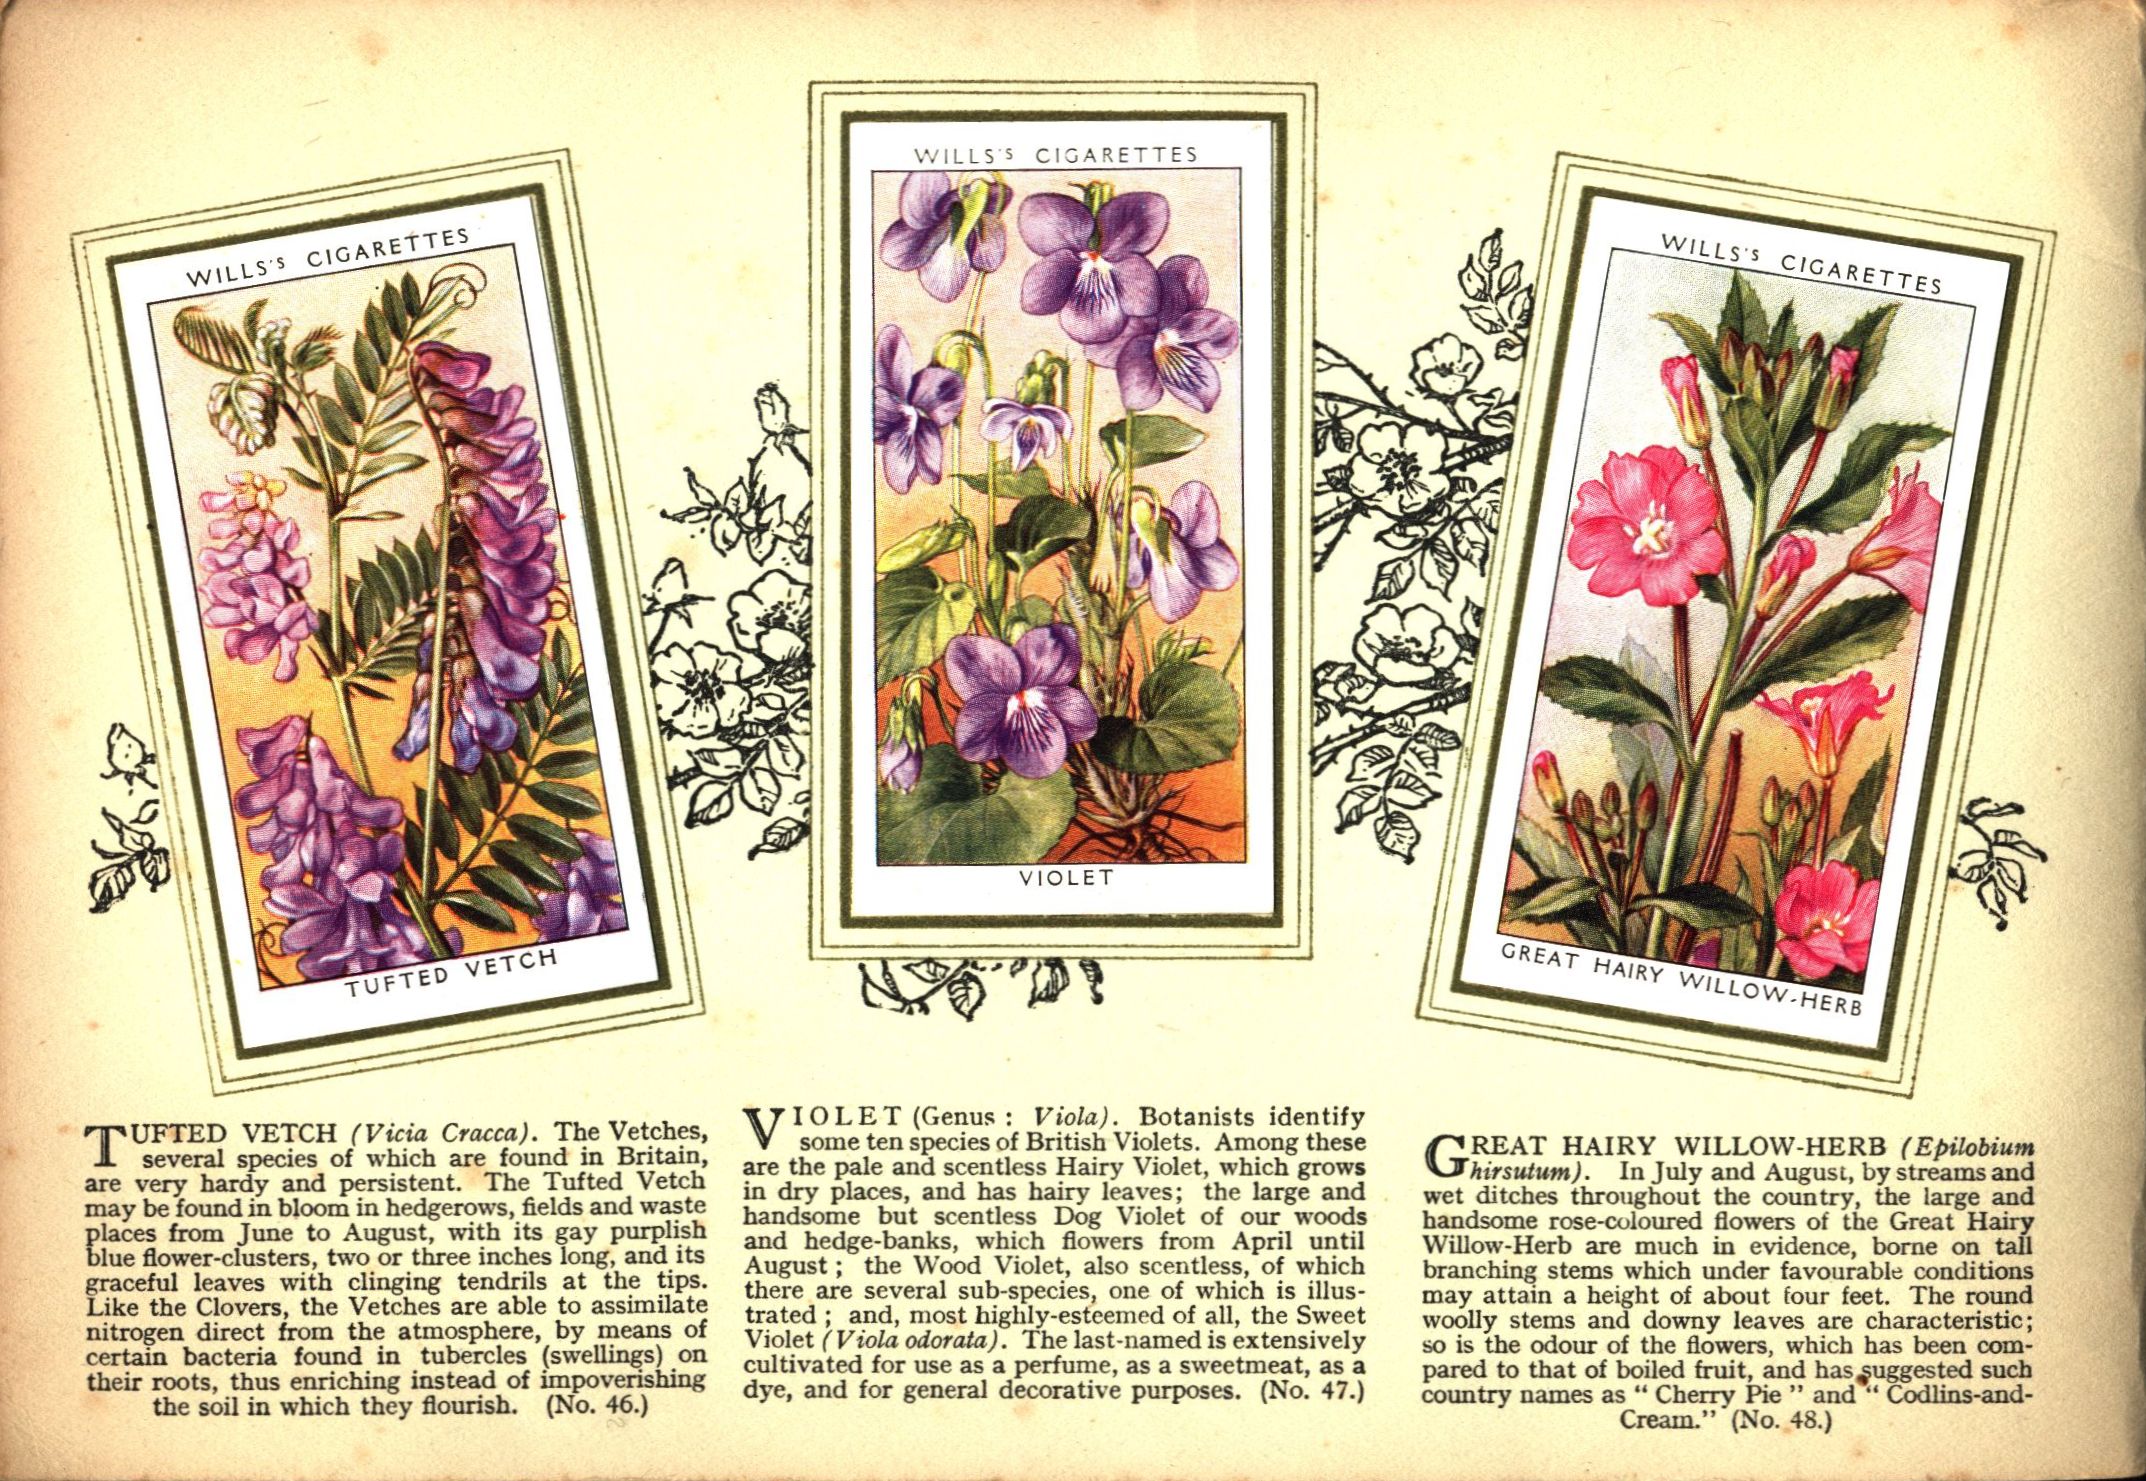 WILLS'S CIGARETTES
TUFTED VETCH
WILLS'S CIGARETTES
VIOLET
WILLS'S CIGARETTES
GREAT HAIRY WILLOW-HERB
TUFTED VETCH (Vicia Cracca). The Vetches,
several species of which are found in Britain,
are very hardy and persistent. The Tufted Vetch
may be found in bloom in hedgerows, fields and waste
places from June to August, with its gay purplish
blue flower-clusters, two or three inches long, and its
graceful leaves with clinging tendrils at the tips.
Like the Clovers, the Vetches are able to assimilate
nitrogen direct from the atmosphere, by means of
certain bacteria found in tubercles (swellings) on
their roots, thus enriching instead of impoverishing
the soil in which they flourish. (No. 46.)
VIOLET (Genus : Viola). Botanists identify
some ten species of British Violets. Among these
are the pale and scentless Hairy Violet, which grows
in dry places, and has hairy leaves; the large and
handsome but scentless Dog Violet of our woods
and hedge-banks, which flowers from April until
August ; the Wood Violet, also scentless, of which
there are several sub-species, one of which is illus-
trated ; and, most highly-esteemed of all, the Sweet
Violet (Viola odorata). The last-named is extensively
cultivated for use as a perfume, as a sweetmeat, as a
dye, and for general decorative purposes. (No. 47.)
GREAT HAIRY WILLOW-HERB (Epilobium
hirsutum). In July and August, by streams and
wet ditches throughout the country, the large and
handsome rose-coloured flowers of the Great Hairy
Willow-Herb are much in evidence, borne on tall
branching stems which under favourable conditions
may attain a height of about four feet. The round
woolly stems and downy leaves are characteristic;
so is the odour of the flowers, which has been com-
pared to that of boiled fruit, and has suggested such
country names as " Cherry Pie " and " Codlins-and-
Cream." (No. 48.)